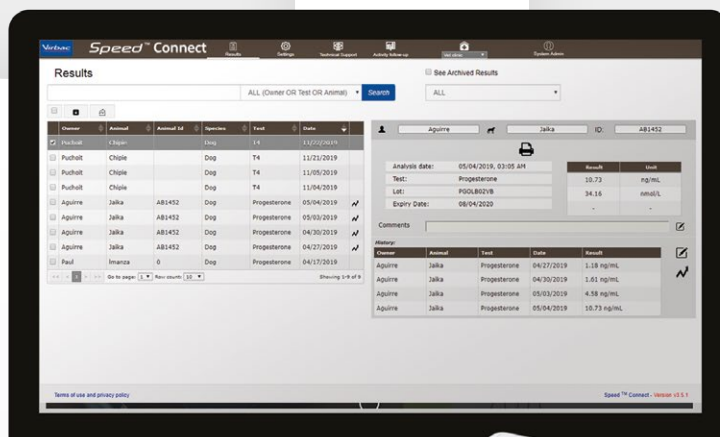 Virbac Speed™ Connect Results Settings Technical Support Activity follow-up System Admin
Results
See Archived Results
ALL (Owner OR Test OR Animal) Search ALL
Owner Animal Animal Id Species Test Date
Puchoit Chipie Dog T4 11/22/2019
Puchoit Chipie Dog T4 11/21/2019
Puchoit Chipie Dog T4 11/05/2019
Puchoit Chipie Dog T4 11/04/2019
Aguirre Jaika AB1452 Dog Progesterone 05/04/2019
Aguirre Jaika AB1452 Dog Progesterone 05/03/2019
Aguirre Jaika AB1452 Dog Progesterone 04/30/2019
Aguirre Jaika AB1452 Dog Progesterone 04/27/2019
Paul Imanza 0 Dog Progesterone 04/17/2019
<< < 1 > >> Go to page: 1 Row count: 10 Showing 1-9 of 9
Aguirre Jaika ID: AB1452
Analysis date: 05/04/2019, 03:05 AM
Test: Progesterone
Lot: PGOLB02VB
Expiry Date: 08/04/2020
Result Unit
10.73 ng/mL
34.16 nmol/L
- -
Comments
History:
Owner Animal Test Date Result
Aguirre Jaika Progesterone 04/27/2019 1.18 ng/mL
Aguirre Jaika Progesterone 04/30/2019 1.61 ng/mL
Aguirre Jaika Progesterone 05/03/2019 4.58 ng/mL
Aguirre Jaika Progesterone 05/04/2019 10.73 ng/mL
Terms of use and privacy policy
Speed ™ Connect - Version v3.5.1